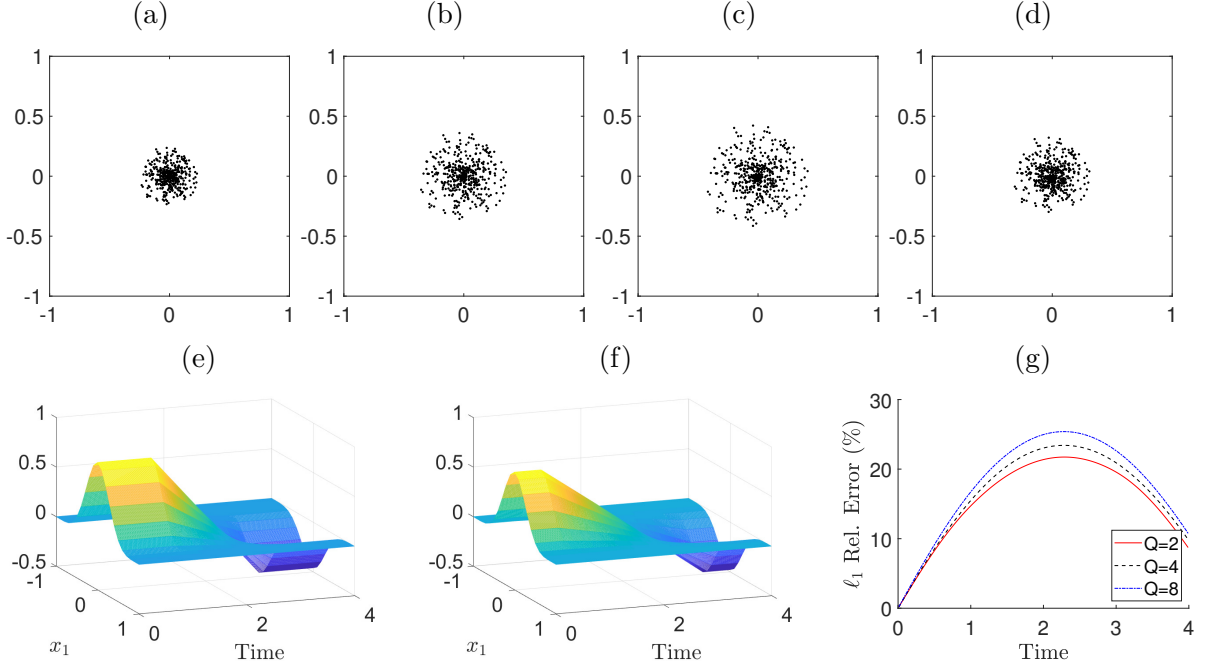 (a) (b) (c) (d)
1 1 1 1
0.5 0.5 0.5 0.5
0 0 0 0
-0.5 -0.5 -0.5 -0.5
-1 -1 -1 -1
-1 0 1 -1 0 1 -1 0 1 -1 0 1
(e) (f) (g)
1
0.5
0
-0.5
-1
0
1
x₁
0
2
4
Time
1
0.5
0
-0.5
-1
0
1
x₁
0
2
4
Time
30
20
10
0
ℓ₁ Rel. Error (%)
Q=2
Q=4
Q=8
0 1 2 3 4
Time